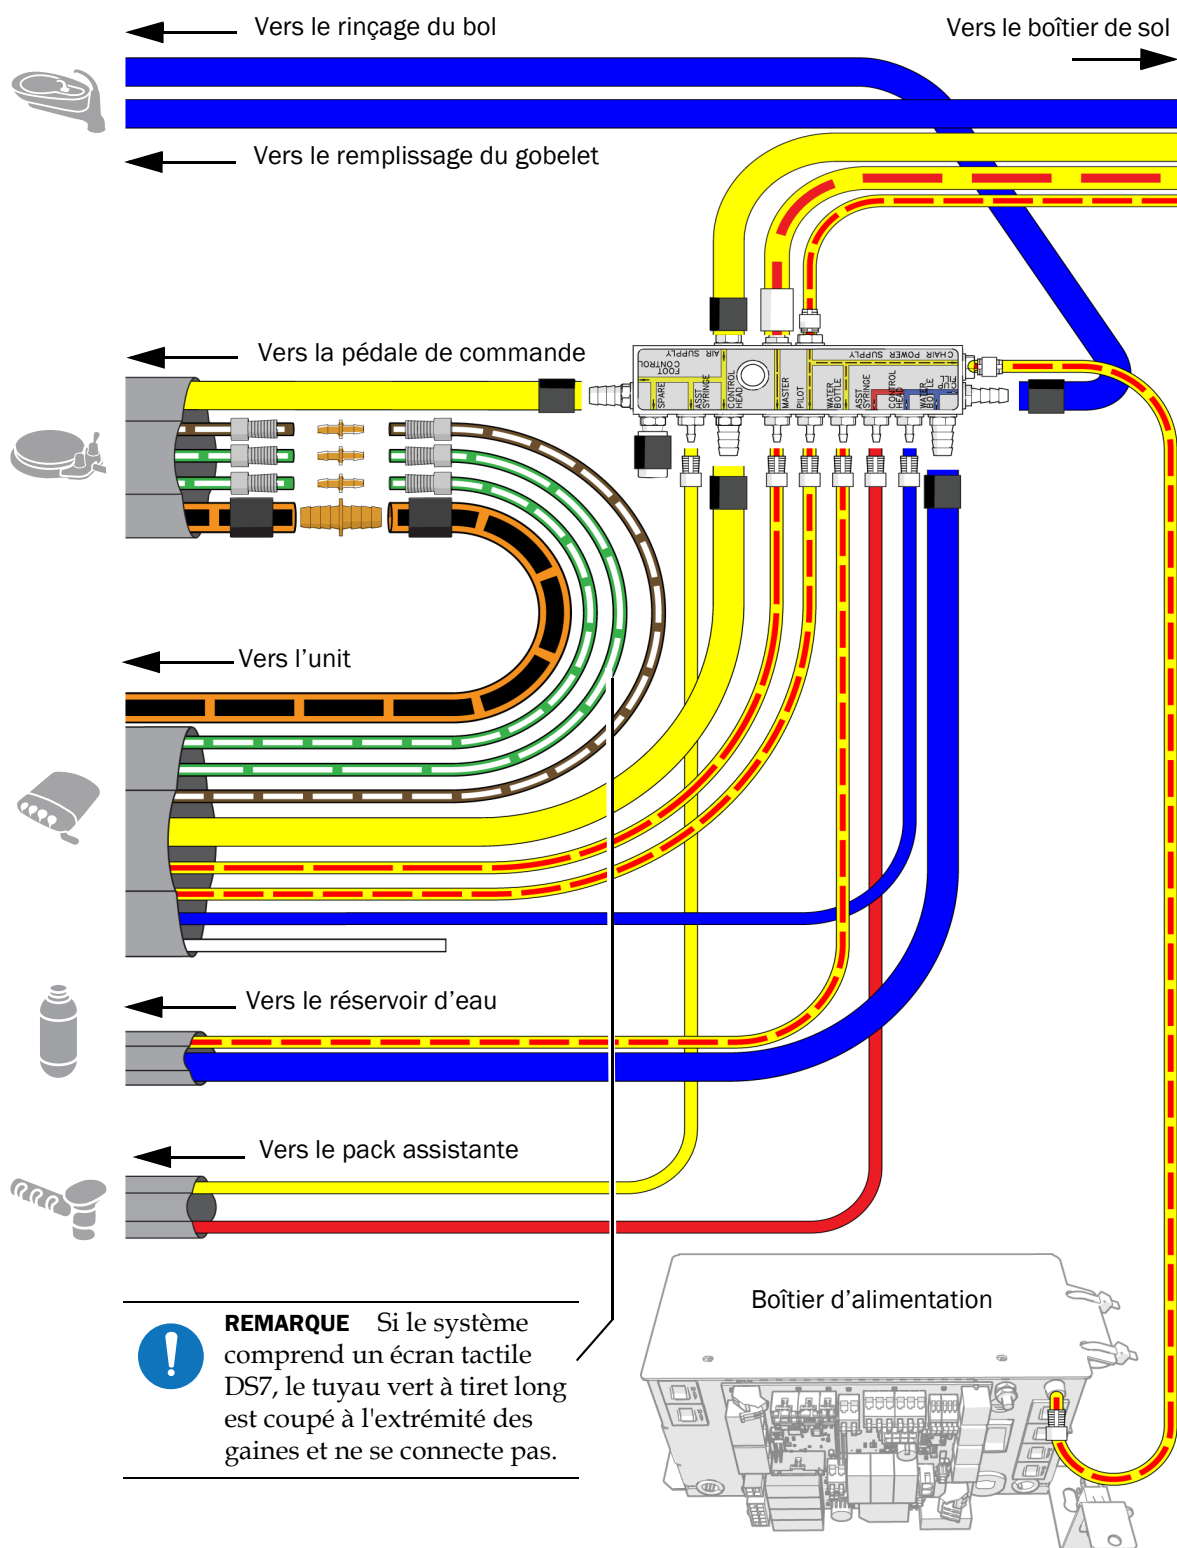 Vers le rinçage du bol
Vers le boîtier de sol
Vers le remplissage du gobelet
Vers la pédale de commande
AIR SUPPLY
FOOT
CONTROL
CHAIR POWER SUPPLY
CUP
FILL
SPARE
ASST
SYRINGE
CONTROL
HEAD
MASTER
PILOT
WATER
BOTTLE
ASST
SYRINGE
CONTROL
HEAD
WATER
BOTTLE
Vers l’unit
Vers le réservoir d’eau
Vers le pack assistante
Boîtier d’alimentation
REMARQUE Si le système
comprend un écran tactile
DS7, le tuyau vert à tiret long
est coupé à l'extrémité des
gaines et ne se connecte pas.